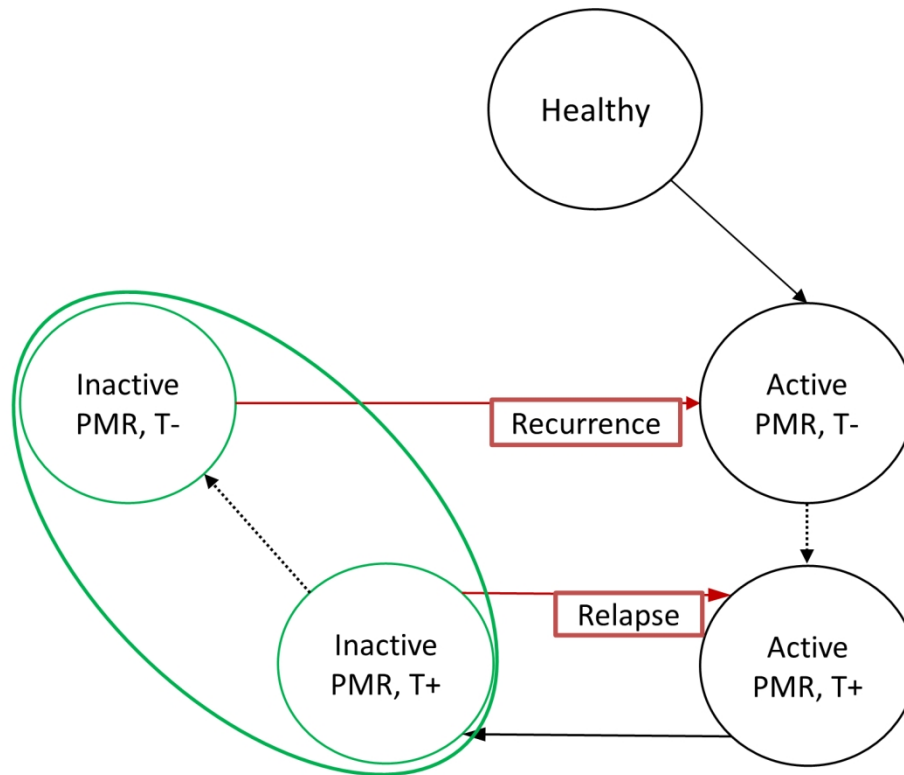 Healthy
Inactive
PMR, T-
Recurrence
Active
PMR, T-
Inactive
PMR, T+
Relapse
Active
PMR, T+